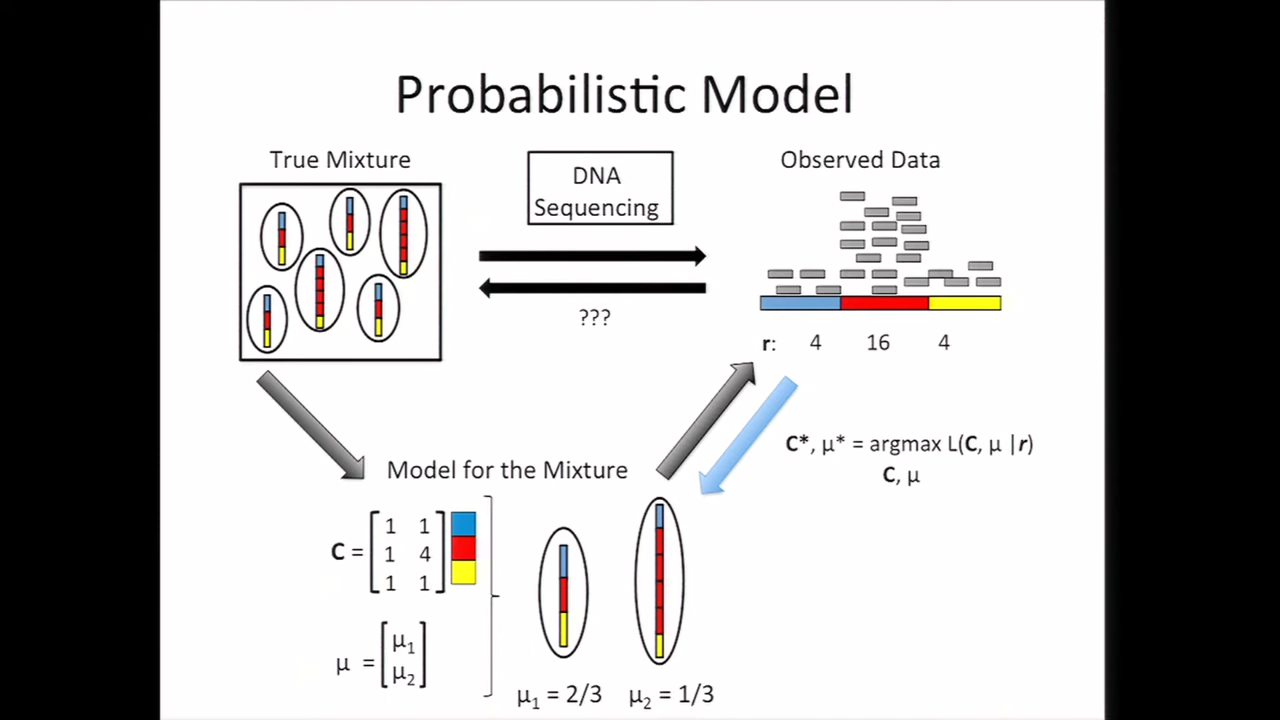 Probabilistic Model
True Mixture
DNA
Sequencing
Observed Data
???
r: 4 16 4
C*, µ* = argmax L(C, µ |r)
C, µ
Model for the Mixture
C = [1 1
1 4
1 1]
µ = [µ₁
µ₂]
µ₁ = 2/3 µ₂ = 1/3